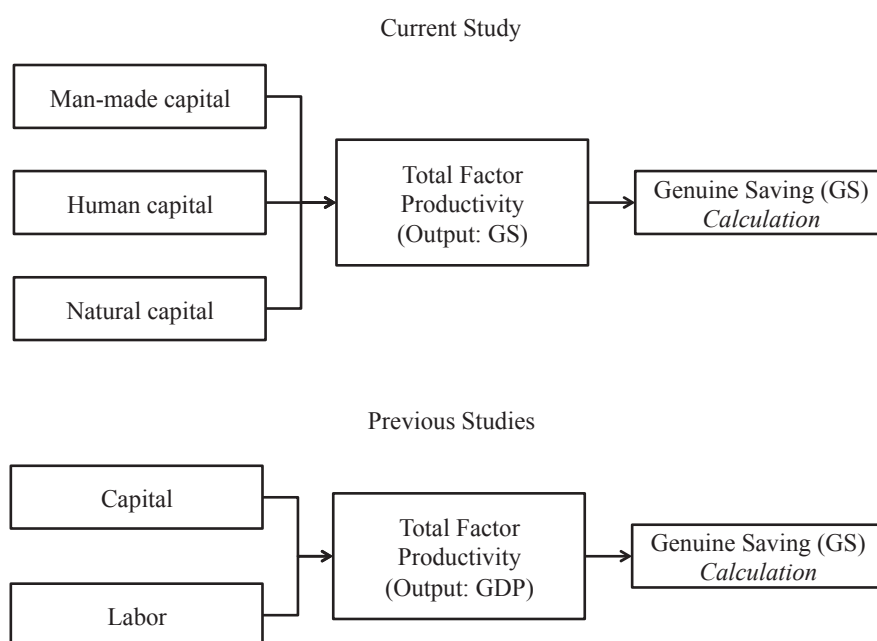 Current Study
Man-made capital
Human capital
Natural capital
Total Factor
Productivity
(Output: GS)
Genuine Saving (GS)
Calculation
Previous Studies
Capital
Labor
Total Factor
Productivity
(Output: GDP)
Genuine Saving (GS)
Calculation